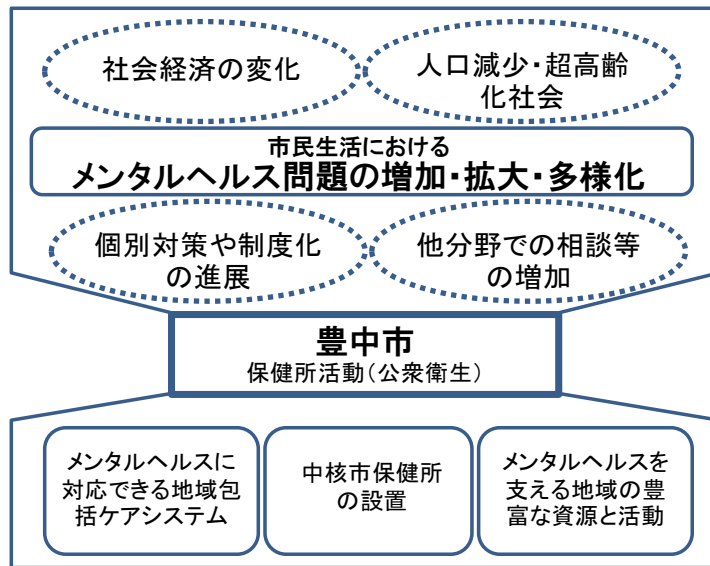 社会経済の変化
人口減少・超高齢
化社会
市民生活における
メンタルヘルス問題の増加・拡大・多様化
個別対策や制度化
の進展
他分野での相談等
の増加
豊中市
保健所活動（公衆衛生）
メンタルヘルスに
対応できる地域包
括ケアシステム
中核市保健所
の設置
メンタルヘルスを
支える地域の豊
富な資源と活動